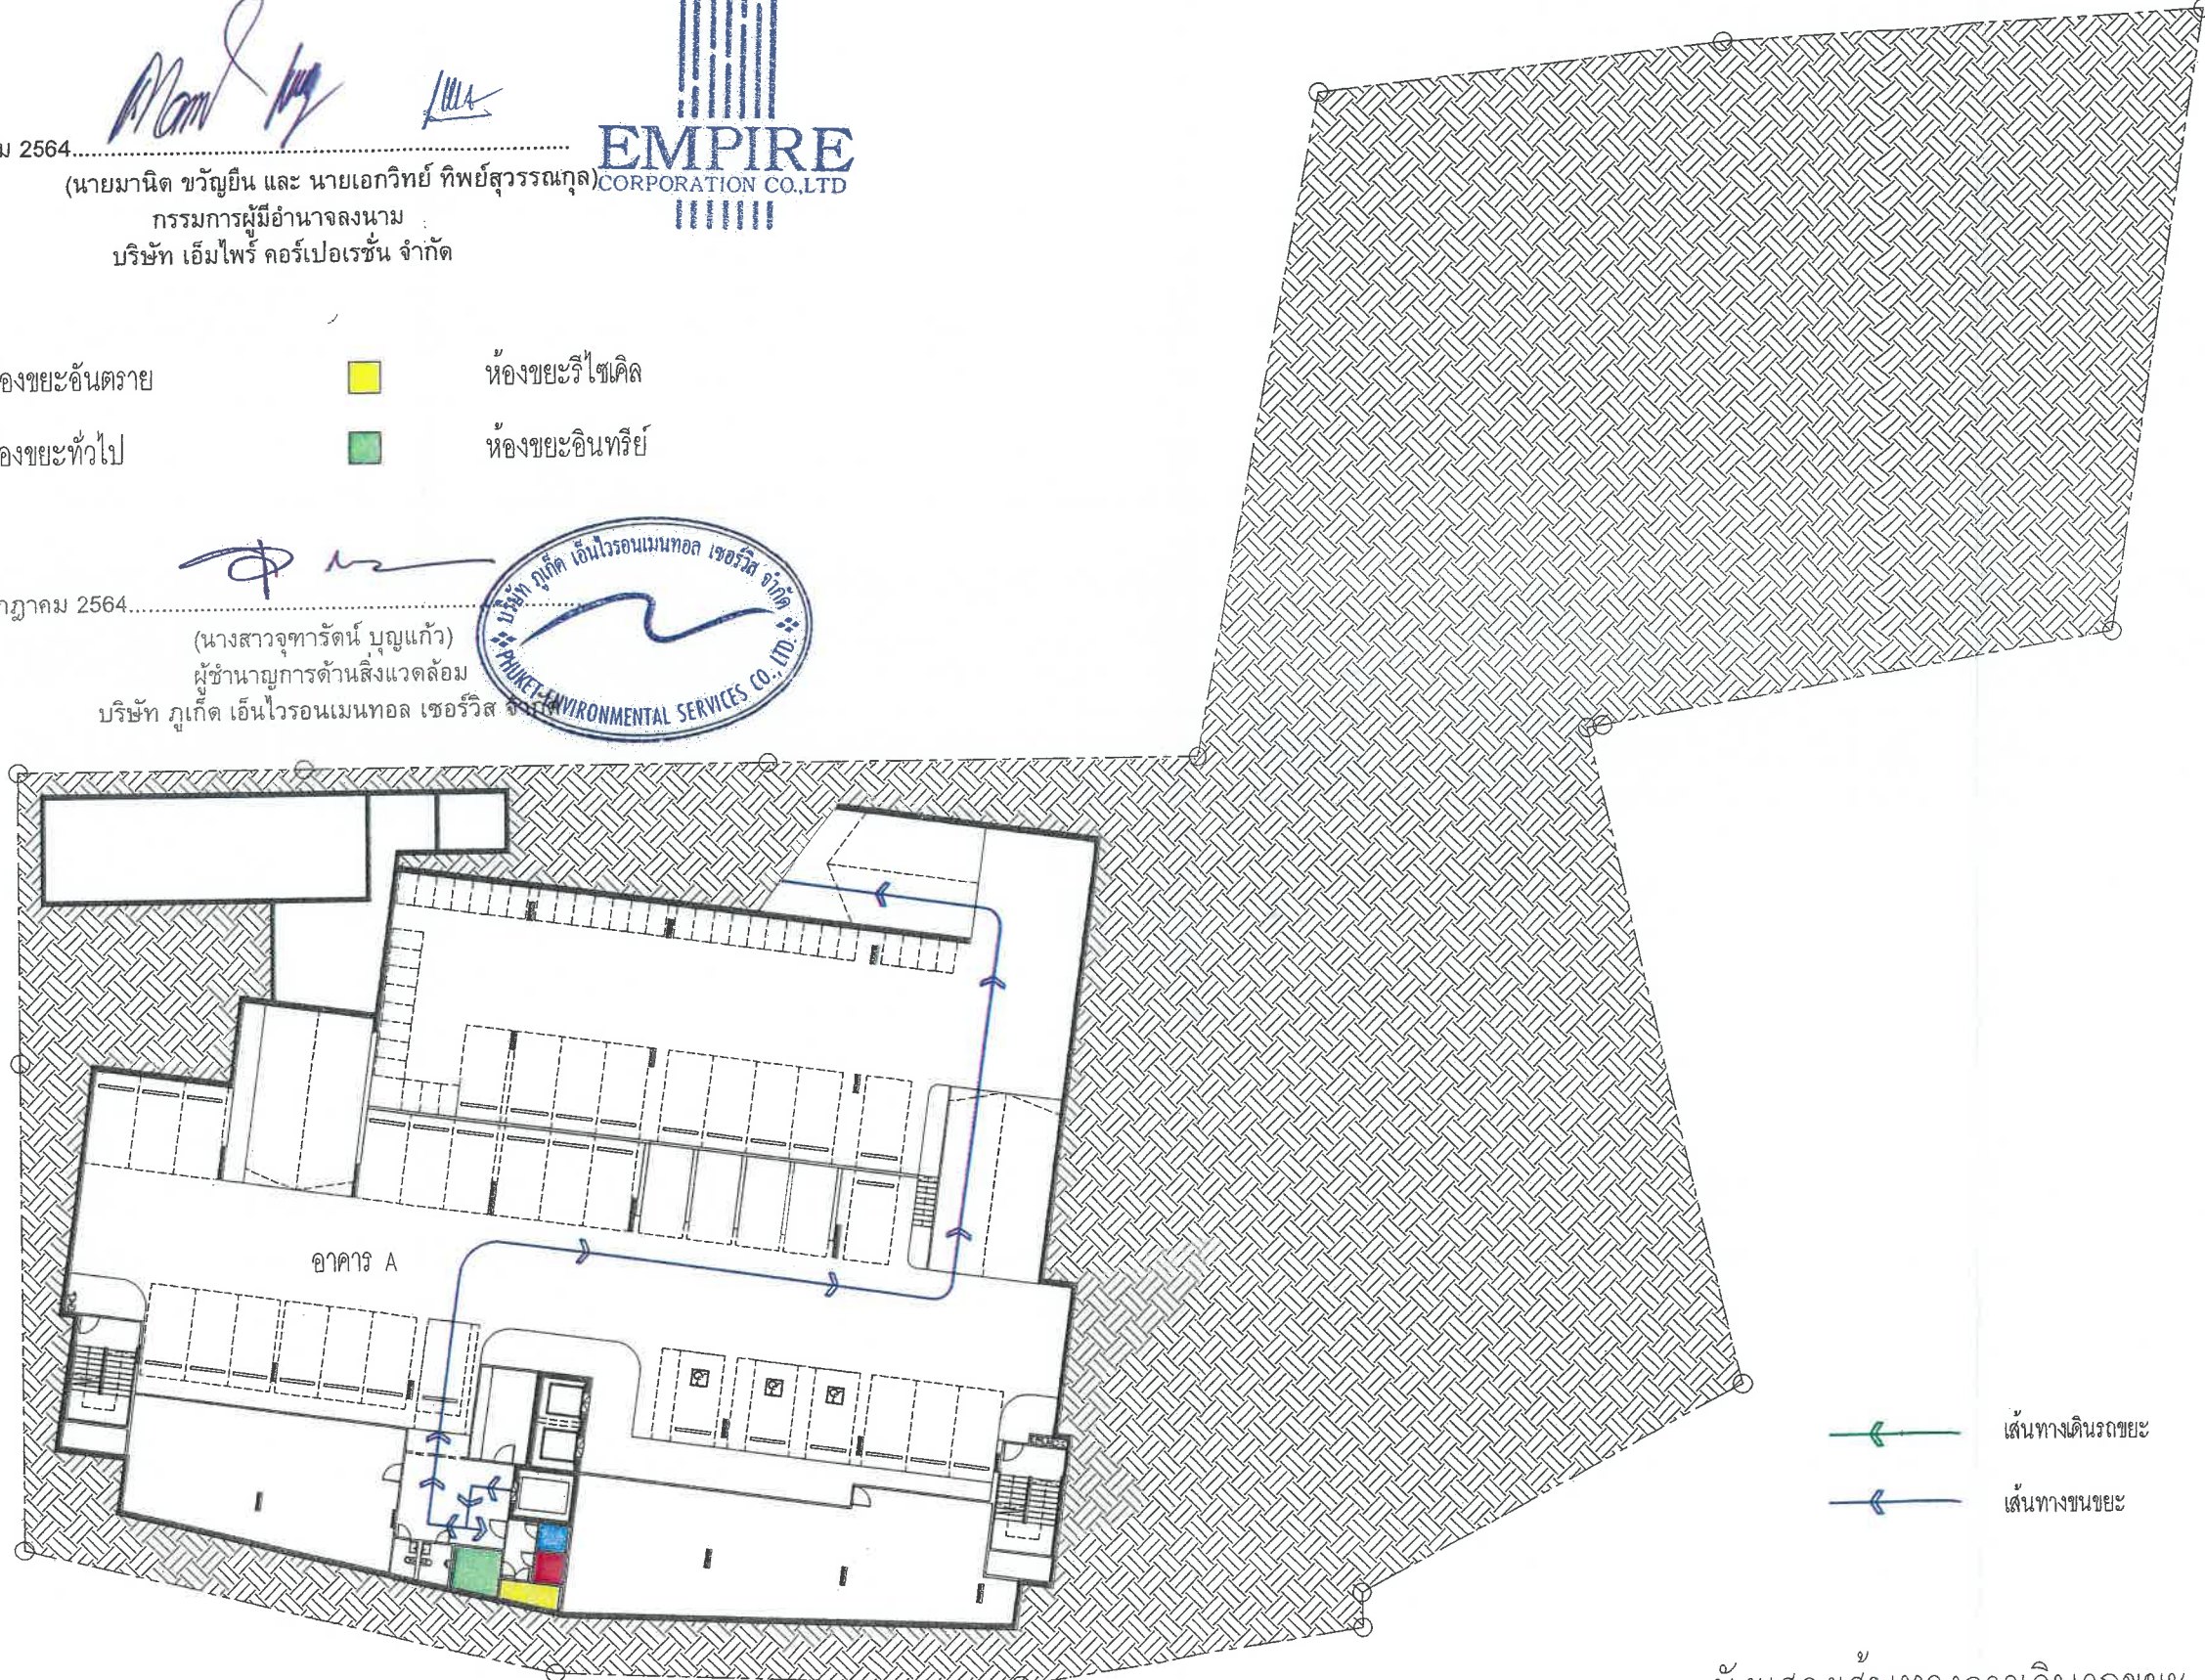 ม 2564
(นายมานิต ขวัญยืน และ นายเอกวิทย์ ทิพย์สุวรรณกุล)
กรรมการผู้มีอำนาจลงนาม
บริษัท เอ็มไพร์ คอร์เปอเรชั่น จำกัด
EMPIRE
CORPORATION CO.,LTD
องขยะอันตราย
ห้องขยะรีไซเคิล
องขยะทั่วไป
ห้องขยะอินทรีย์
กฎาคม 2564
(นางสาวจุฑารัตน์ บุญแก้ว)
ผู้ชำนาญการด้านสิ่งแวดล้อม
บริษัท ภูเก็ต เอ็นไวรอนเมนทอล เซอร์วิส จำกัด
บริษัท ภูเก็ต เอ็นไวรอนเมนทอล เซอร์วิส จำกัด
PHUKET ENVIRONMENTAL SERVICES CO., LTD.
อาคาร A
เส้นทางเดินรถขยะ
เส้นทางขนขยะ